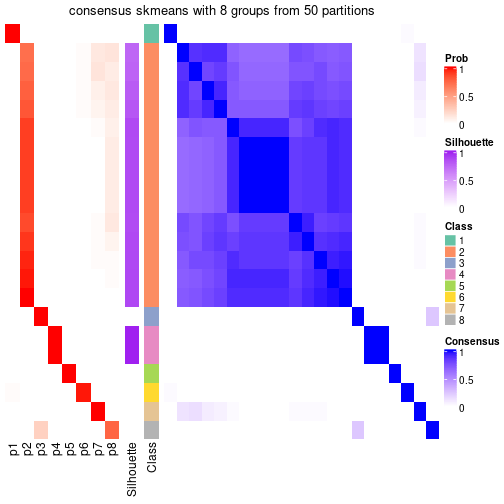 consensus skmeans with 8 groups from 50 partitions
Prob
1
0.5
0
Silhouette
1
0.5
0
Class
1
2
3
4
5
6
7
8
Consensus
1
0.5
0
p1
p2
p3
p4
p5
p6
p7
p8
Silhouette
Class